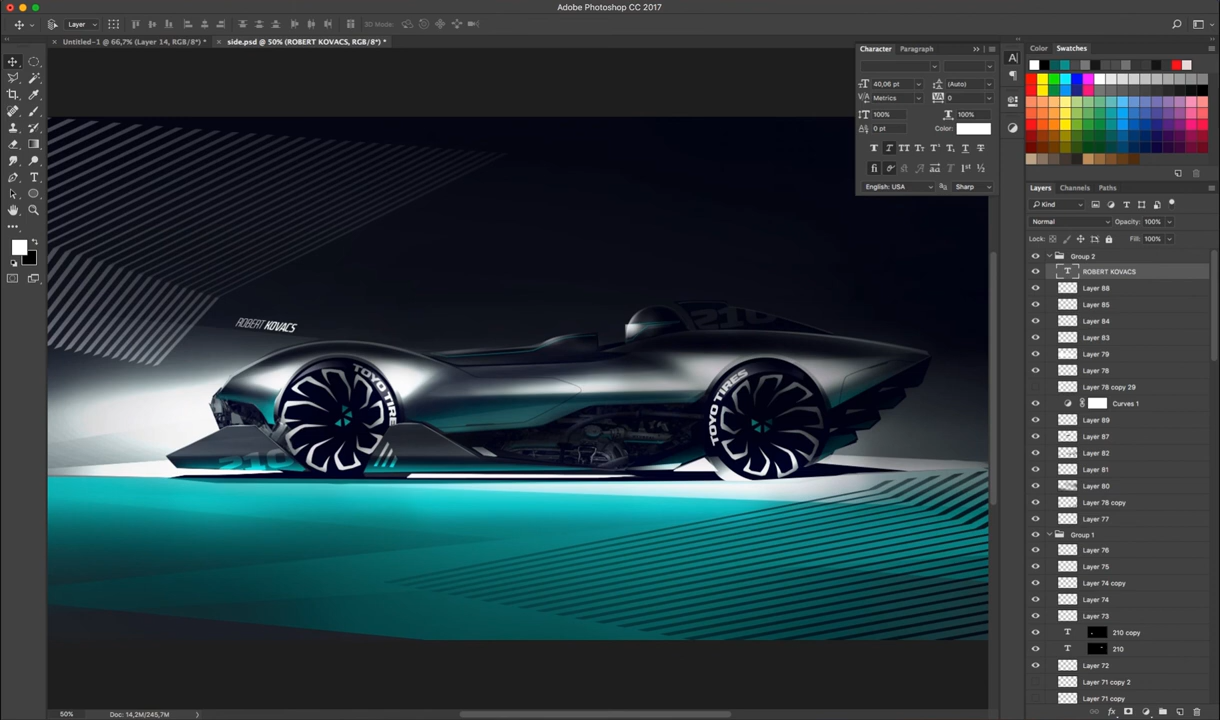 Adobe Photoshop CC 2017
Layer
3D Mode:
Untitled-1 @ 66,7% (Layer 14, RGB/8*) *
side.psd @ 50% (ROBERT KOVACS, RGB/8*) *
Character
Paragraph
40,06 pt
(Auto)
Metrics
0
100%
100%
0 pt
Color:
English: USA
Sharp
Color
Swatches
Layers
Channels
Paths
Kind
Normal
Opacity: 100%
Lock:
Fill: 100%
Group 2
ROBERT KOVACS
Layer 88
Layer 85
Layer 84
Layer 83
Layer 79
Layer 78
Layer 78 copy 29
Curves 1
Layer 89
Layer 87
Layer 82
Layer 81
Layer 80
Layer 78 copy
Layer 77
Group 1
Layer 76
Layer 75
Layer 74 copy
Layer 74
Layer 73
210 copy
210
Layer 72
Layer 71 copy 2
Layer 71 copy
ROBERT KOVACS
210
TOYO TIRES
TOYO TIRES
210
50%
Doc: 14,2M/245,7M